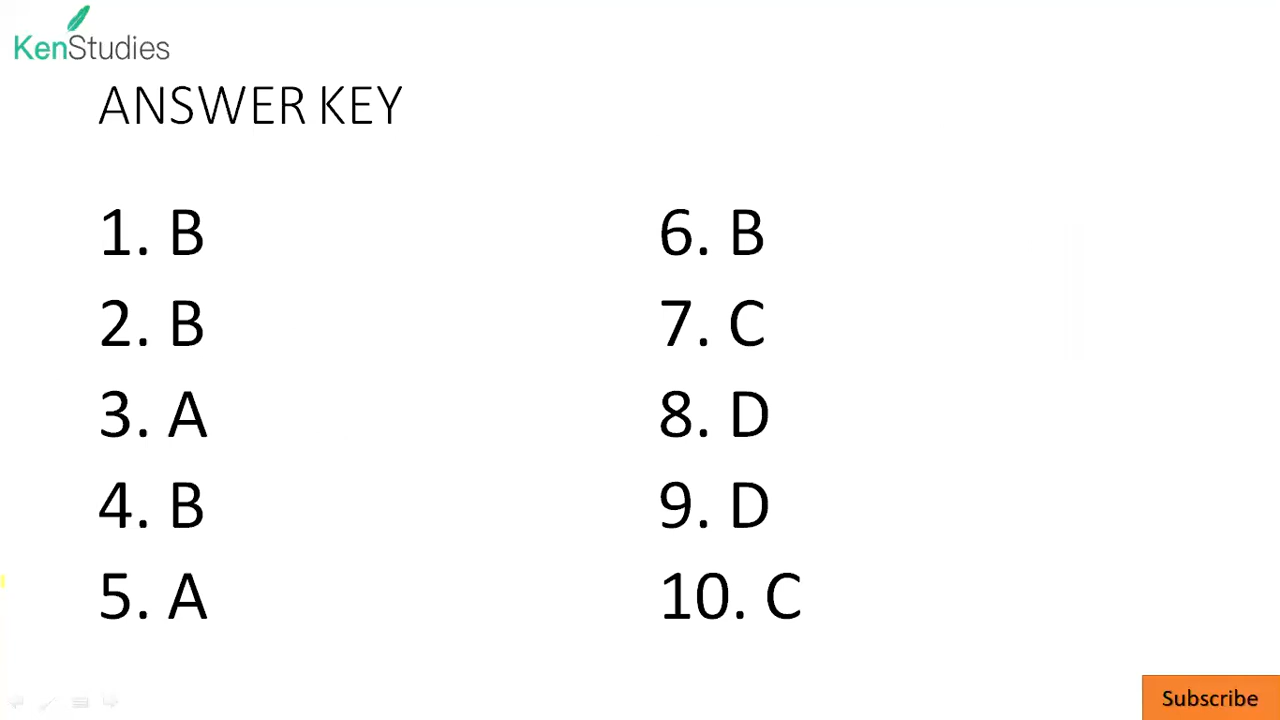 KenStudies
ANSWER KEY
1. B
2. B
3. A
4. B
5. A
6. B
7. C
8. D
9. D
10. C
Subscribe